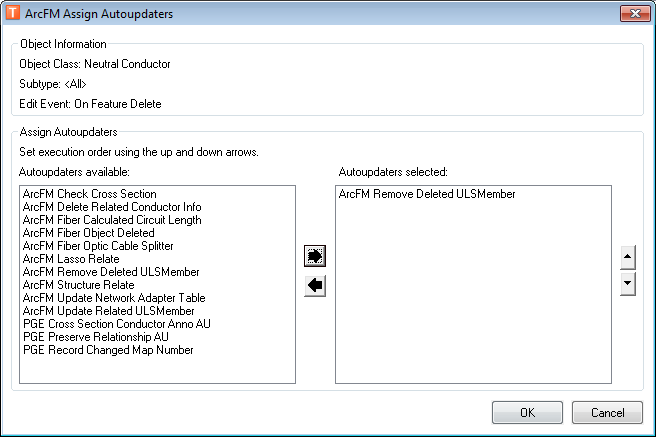 T ArcFM Assign Autoupdaters
Object Information
Object Class: Neutral Conductor
Subtype: <All>
Edit Event: On Feature Delete
Assign Autoupdaters
Set execution order using the up and down arrows.
Autoupdaters available:
ArcFM Check Cross Section
ArcFM Delete Related Conductor Info
ArcFM Fiber Calculated Circuit Length
ArcFM Fiber Object Deleted
ArcFM Fiber Optic Cable Splitter
ArcFM Lasso Relate
ArcFM Remove Deleted ULSMember
ArcFM Structure Relate
ArcFM Update Network Adapter Table
ArcFM Update Related ULSMember
PGE Cross Section Conductor Anno AU
PGE Preserve Relationship AU
PGE Record Changed Map Number
Autoupdaters selected:
ArcFM Remove Deleted ULSMember
OK
Cancel